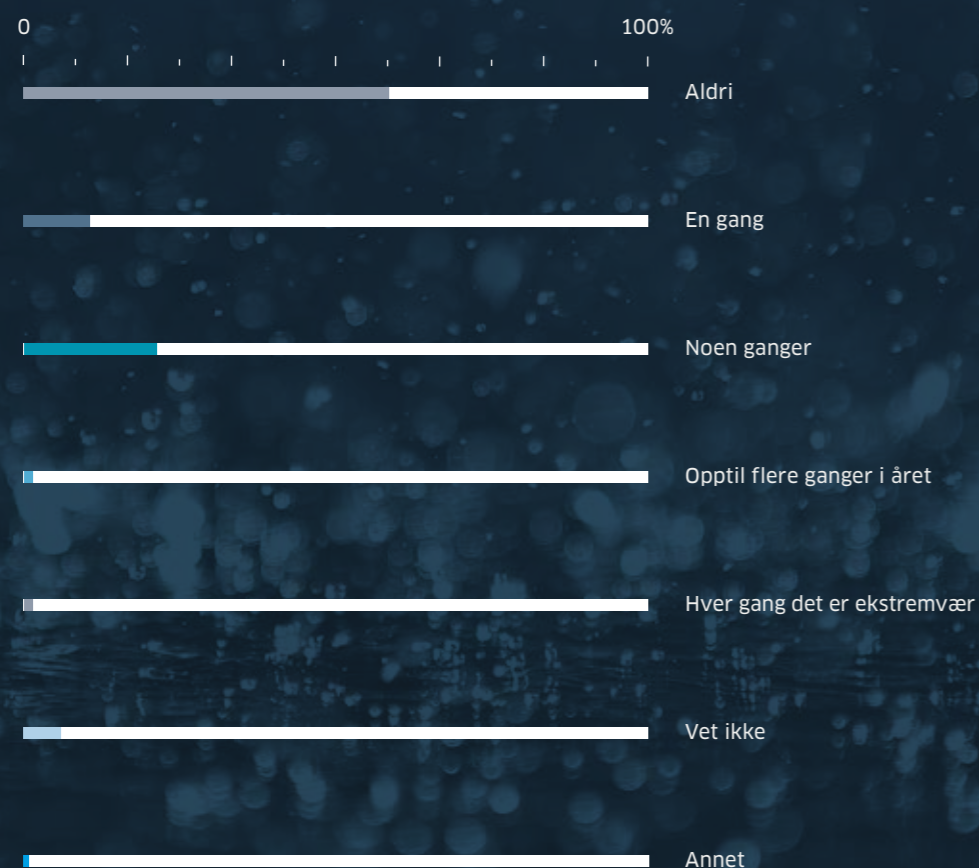 0 100%
Aldri
En gang
Noen ganger
Opptil flere ganger i året
Hver gang det er ekstremvær
Vet ikke
Annet